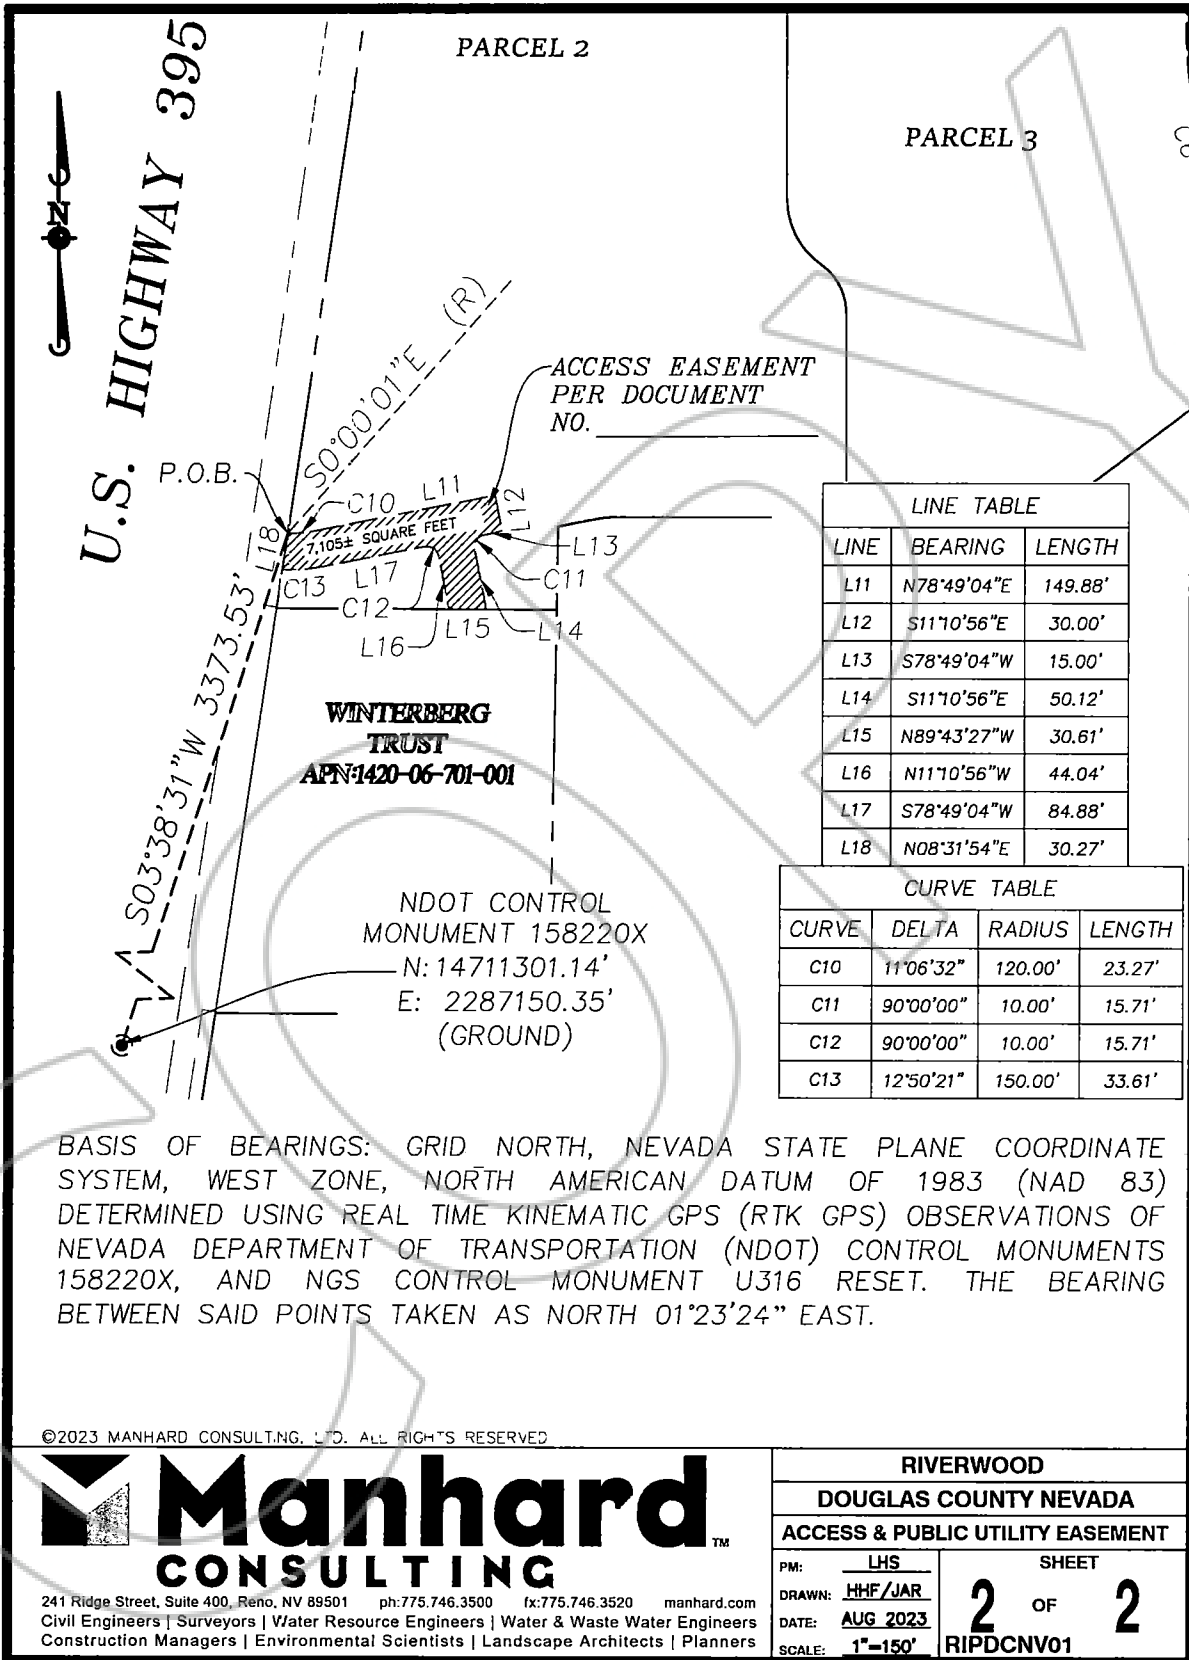 PARCEL 2
PARCEL 3
U.S. HIGHWAY 395
N
S0°00'01"E (R)
ACCESS EASEMENT
PER DOCUMENT
NO.
P.O.B.
C10
L11
L12
L18
7,105± SQUARE FEET
L13
C13
L17
C11
C12
L16
L15
L14
S03°38'31"W 3373.53'
WINTERBERG
TRUST
APN:1420-06-701-001
NDOT CONTROL
MONUMENT 158220X
N: 14711301.14'
E: 2287150.35'
(GROUND)
LINE TABLE
LINE BEARING LENGTH
L11 N78°49'04"E 149.88'
L12 S11°10'56"E 30.00'
L13 S78°49'04"W 15.00'
L14 S11°10'56"E 50.12'
L15 N89°43'27"W 30.61'
L16 N11°10'56"W 44.04'
L17 S78°49'04"W 84.88'
L18 N08°31'54"E 30.27'
CURVE TABLE
CURVE DELTA RADIUS LENGTH
C10 11°06'32" 120.00' 23.27'
C11 90°00'00" 10.00' 15.71'
C12 90°00'00" 10.00' 15.71'
C13 12°50'21" 150.00' 33.61'
BASIS OF BEARINGS: GRID NORTH, NEVADA STATE PLANE COORDINATE
SYSTEM, WEST ZONE, NORTH AMERICAN DATUM OF 1983 (NAD 83)
DETERMINED USING REAL TIME KINEMATIC GPS (RTK GPS) OBSERVATIONS OF
NEVADA DEPARTMENT OF TRANSPORTATION (NDOT) CONTROL MONUMENTS
158220X, AND NGS CONTROL MONUMENT U316 RESET. THE BEARING
BETWEEN SAID POINTS TAKEN AS NORTH 01°23'24" EAST.
COPY
©2023 MANHARD CONSULTING, LTD. ALL RIGHTS RESERVED
Manhard™
CONSULTING
241 Ridge Street, Suite 400, Reno, NV 89501 ph:775.746.3500 fx:775.746.3520 manhard.com
Civil Engineers | Surveyors | Water Resource Engineers | Water & Waste Water Engineers
Construction Managers | Environmental Scientists | Landscape Architects | Planners
RIVERWOOD
DOUGLAS COUNTY NEVADA
ACCESS & PUBLIC UTILITY EASEMENT
PM: LHS
DRAWN: HHF/JAR
DATE: AUG 2023
SCALE: 1"=150'
SHEET
2 OF 2
RIPDCNV01